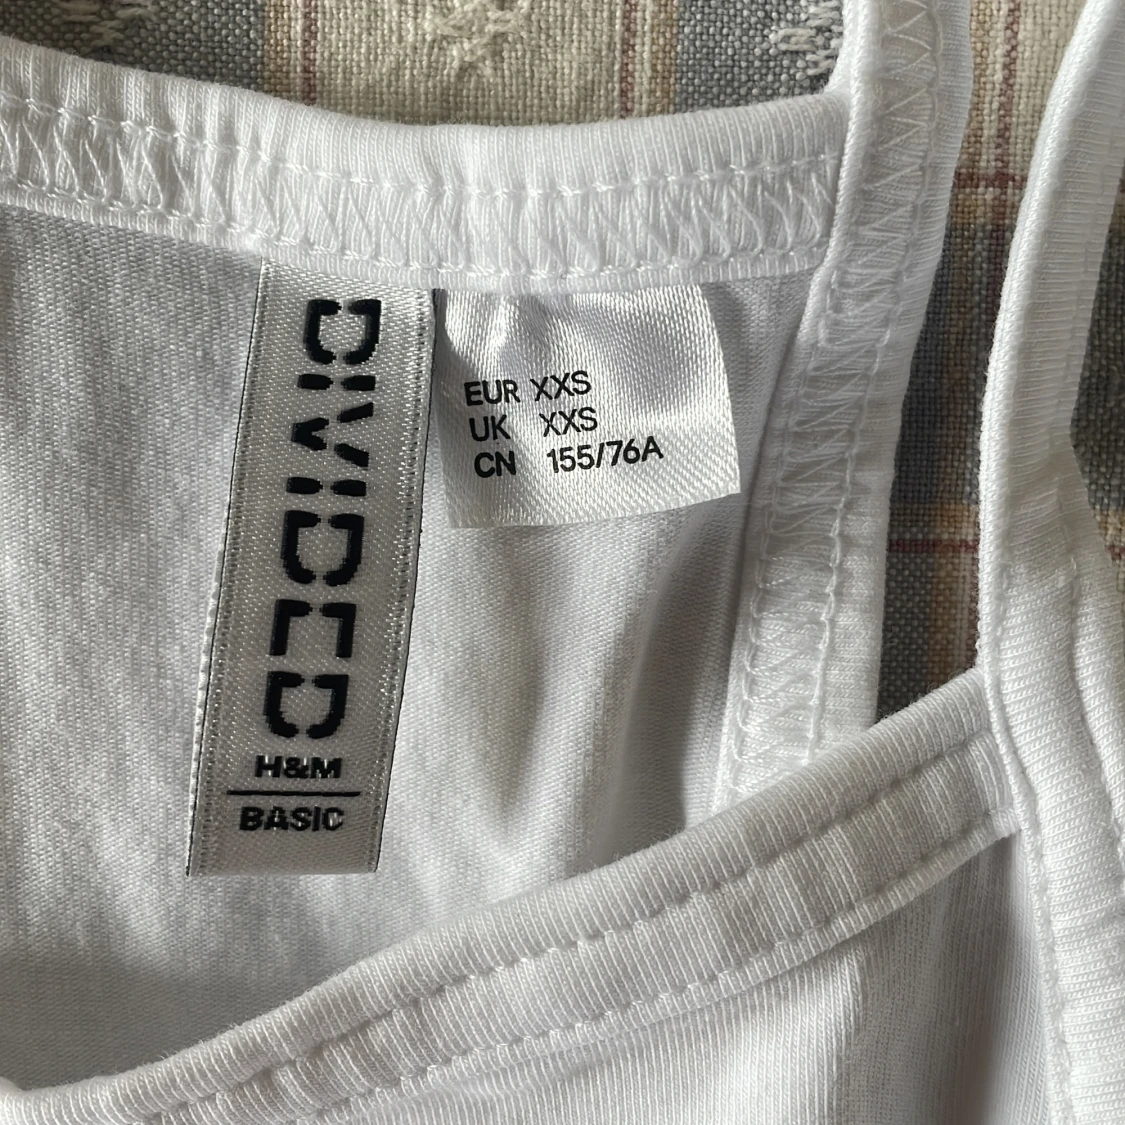 DIVIDED
H&M
BASIC
EUR XXS
UK XXS
CN 155/76A